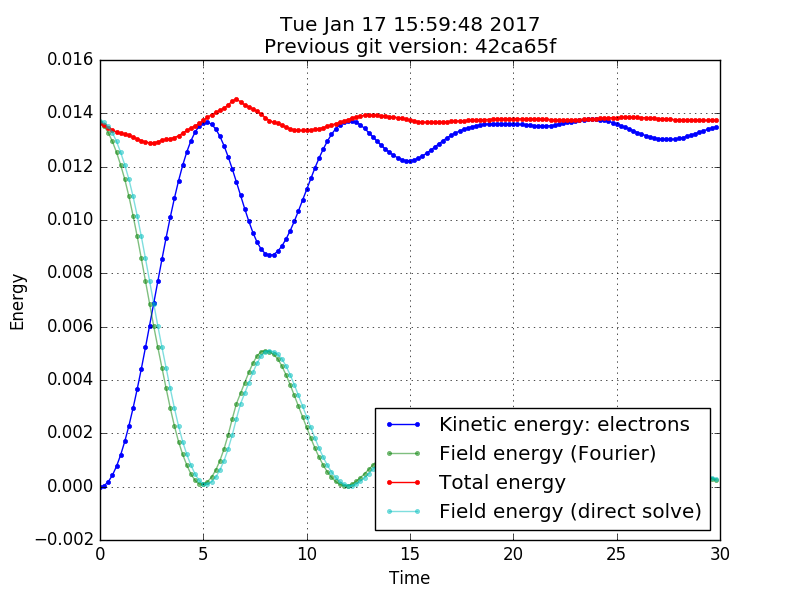 Tue Jan 17 15:59:48 2017
Previous git version: 42ca65f
0.016
0.014
0.012
0.010
0.008
0.006
0.004
0.002
0.000
−0.002
Energy
Kinetic energy: electrons
Field energy (Fourier)
Total energy
Field energy (direct solve)
0 5 10 15 20 25 30
Time